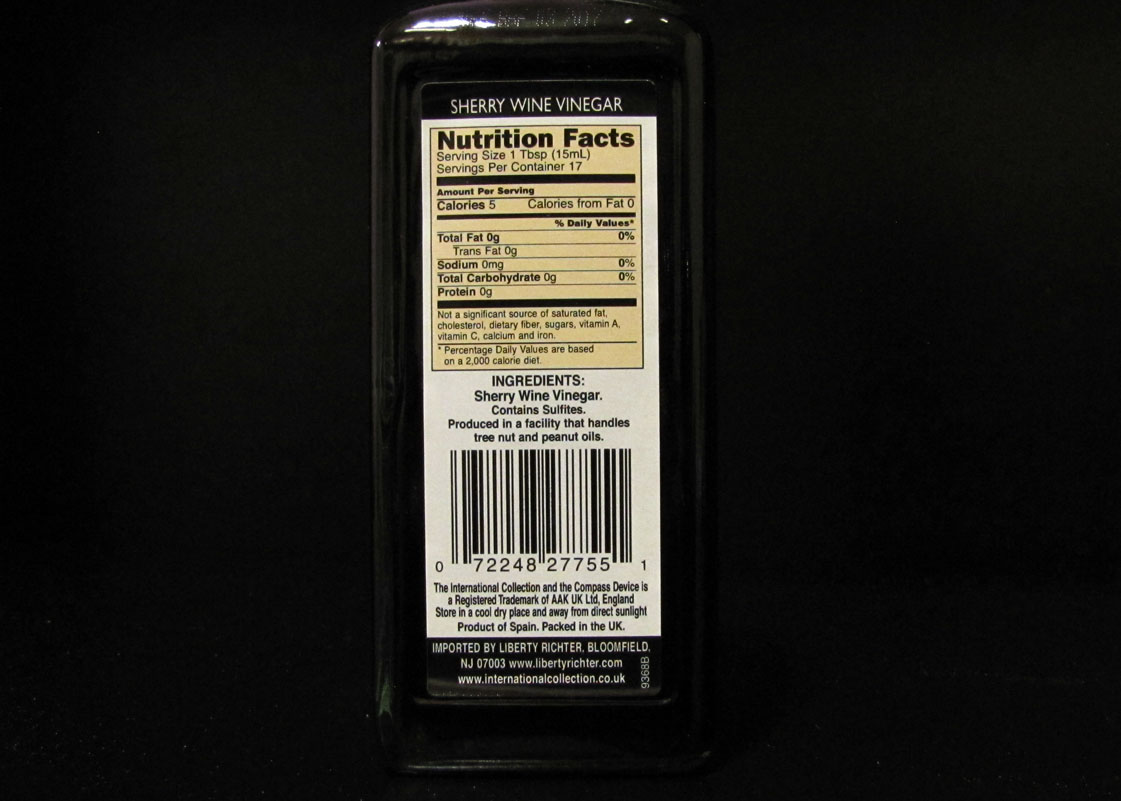 SHERRY WINE VINEGAR
Nutrition Facts
Serving Size 1 Tbsp (15mL)
Servings Per Container 17
Amount Per Serving
Calories 5 Calories from Fat 0
% Daily Values*
Total Fat 0g 0%
Trans Fat 0g
Sodium 0mg 0%
Total Carbohydrate 0g 0%
Protein 0g
Not a significant source of saturated fat,
cholesterol, dietary fiber, sugars, vitamin A,
vitamin C, calcium and iron.
* Percentage Daily Values are based
on a 2,000 calorie diet.
INGREDIENTS:
Sherry Wine Vinegar.
Contains Sulfites.
Produced in a facility that handles
tree nut and peanut oils.
0 72248 27755 1
The International Collection and the Compass Device is
a Registered Trademark of AAK UK Ltd, England
Store in a cool dry place and away from direct sunlight
Product of Spain. Packed in the UK.
IMPORTED BY LIBERTY RICHTER, BLOOMFIELD,
NJ 07003 www.libertyrichter.com
www.internationalcollection.co.uk
9368B